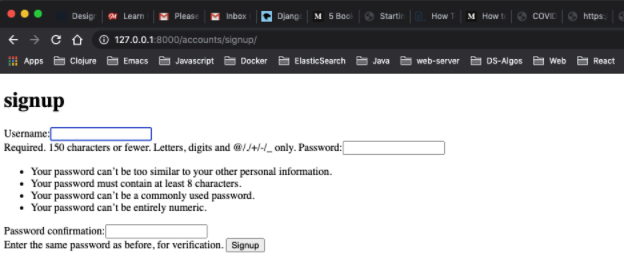 Design
Learn
Please
Inbox
Djang
5 Bool
Startin
How T
How t
COVID
https:/
127.0.0.1:8000/accounts/signup/
Apps Clojure Emacs Javascript Docker ElasticSearch Java web-server DS-Algos Web React
signup
Username:
Required. 150 characters or fewer. Letters, digits and @/./+/-/_ only. Password:
Your password can’t be too similar to your other personal information.
Your password must contain at least 8 characters.
Your password can’t be a commonly used password.
Your password can’t be entirely numeric.
Password confirmation:
Enter the same password as before, for verification. Signup